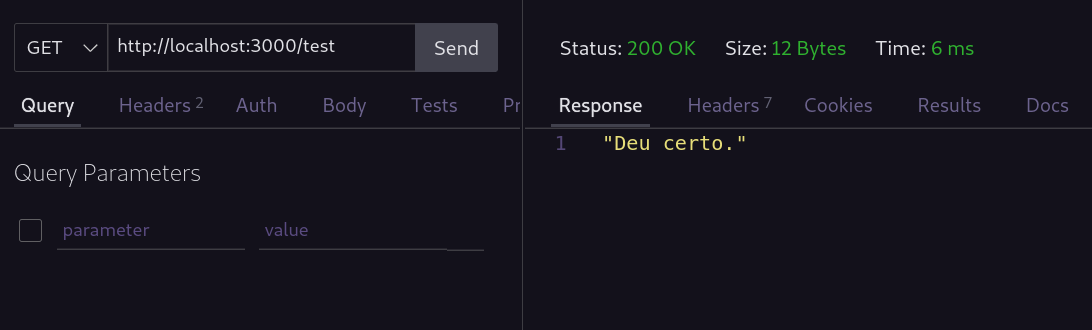 GET http://localhost:3000/test Send
Query Headers 2 Auth Body Tests Pr
Query Parameters
parameter value
Status: 200 OK Size: 12 Bytes Time: 6 ms
Response Headers 7 Cookies Results Docs
1 "Deu certo."